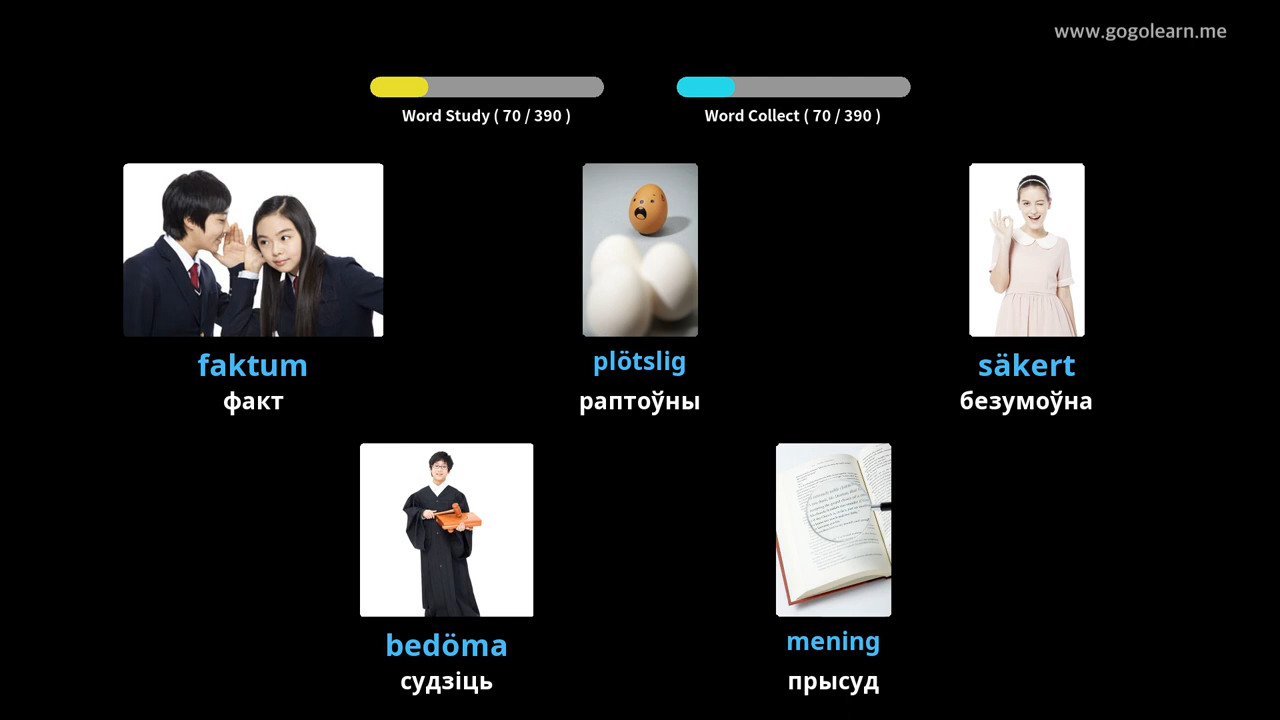 www.gogolearn.me
Word Study ( 70 / 390 )
Word Collect ( 70 / 390 )
faktum
факт
plötslig
раптоўны
säkert
безумоўна
bedöma
судзіць
mening
прысуд